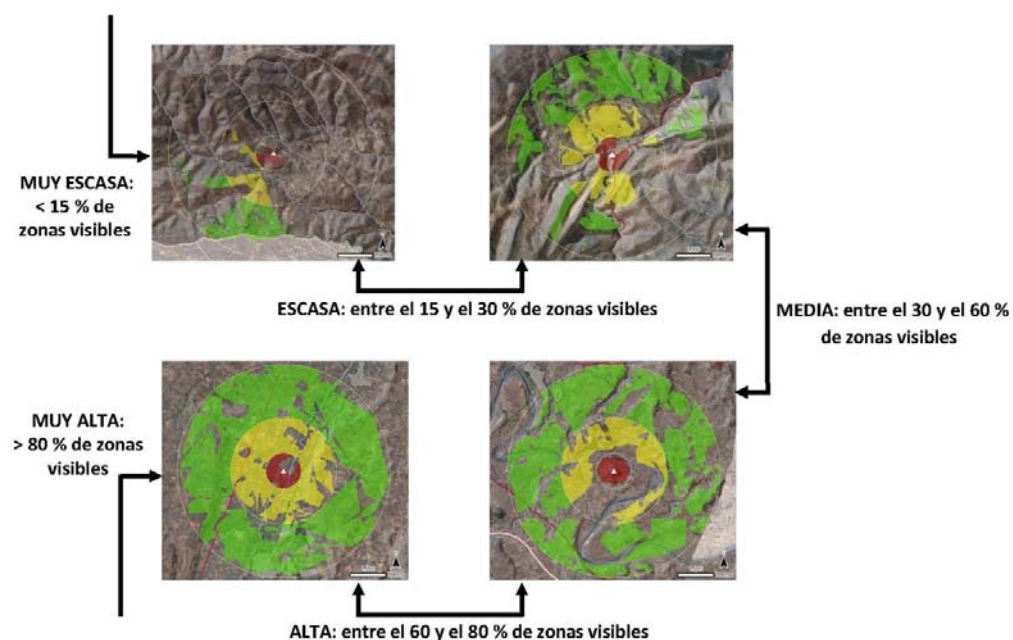 MUY ESCASA:
< 15 % de
zonas visibles
ESCASA: entre el 15 y el 30 % de zonas visibles
MEDIA: entre el 30 y el 60 %
de zonas visibles
MUY ALTA:
> 80 % de zonas
visibles
ALTA: entre el 60 y el 80 % de zonas visibles